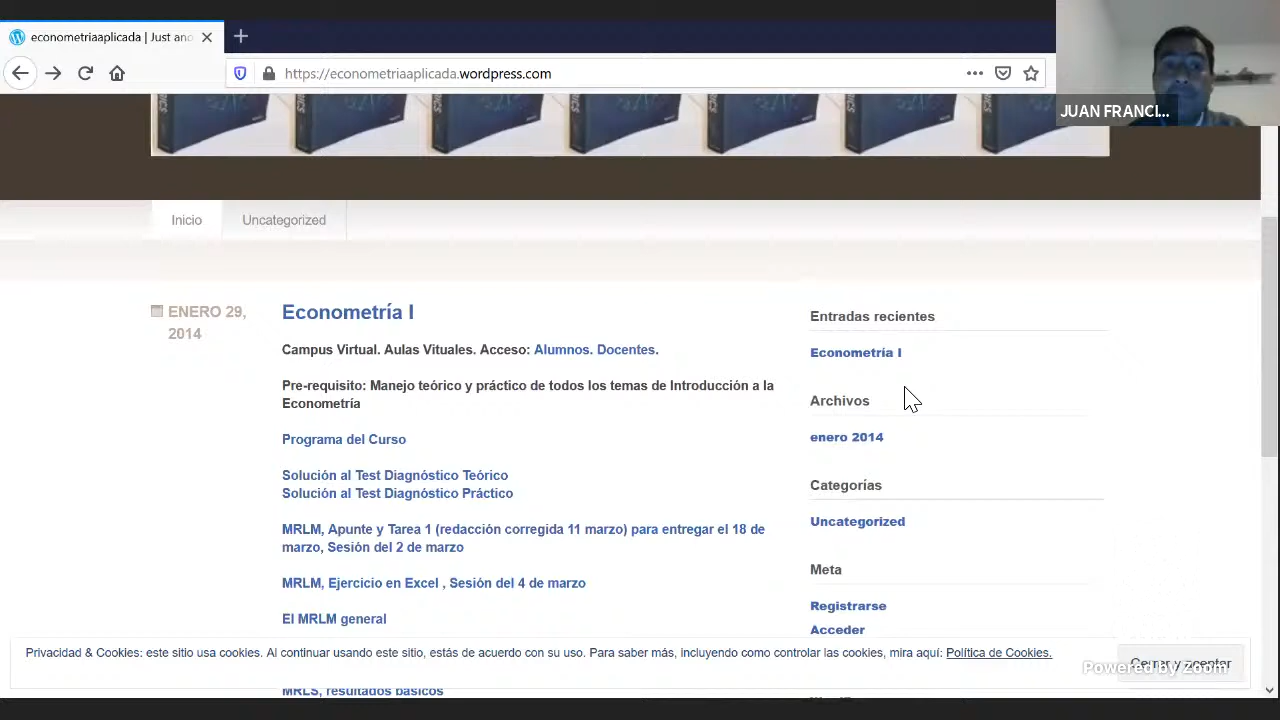 econometriaaplicada | Just ano
https://econometriaaplicada.wordpress.com
JUAN FRANCI...
Inicio
Uncategorized
ENERO 29,
2014
Econometría I
Campus Virtual. Aulas Vituales. Acceso: Alumnos. Docentes.
Pre-requisito: Manejo teórico y práctico de todos los temas de Introducción a la
Econometría
Programa del Curso
Solución al Test Diagnóstico Teórico
Solución al Test Diagnóstico Práctico
MRLM, Apunte y Tarea 1 (redacción corregida 11 marzo) para entregar el 18 de
marzo, Sesión del 2 de marzo
MRLM, Ejercicio en Excel , Sesión del 4 de marzo
El MRLM general
MRLS, resultados básicos
Entradas recientes
Econometría I
Archivos
enero 2014
Categorías
Uncategorized
Meta
Registrarse
Acceder
Privacidad & Cookies: este sitio usa cookies. Al continuar usando este sitio, estás de acuerdo con su uso. Para saber más, incluyendo como controlar las cookies, mira aquí: Política de Cookies.
Cerrar y aceptar
Powered by Zoom